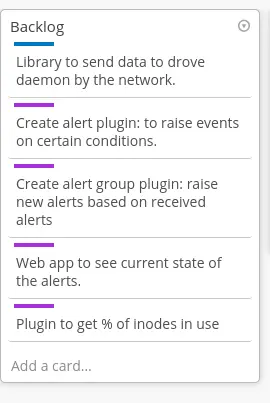 Backlog
Library to send data to drove
daemon by the network.
Create alert plugin: to raise events
on certain conditions.
Create alert group plugin: raise
new alerts based on received
alerts
Web app to see current state of
the alerts.
Plugin to get % of inodes in use
Add a card...